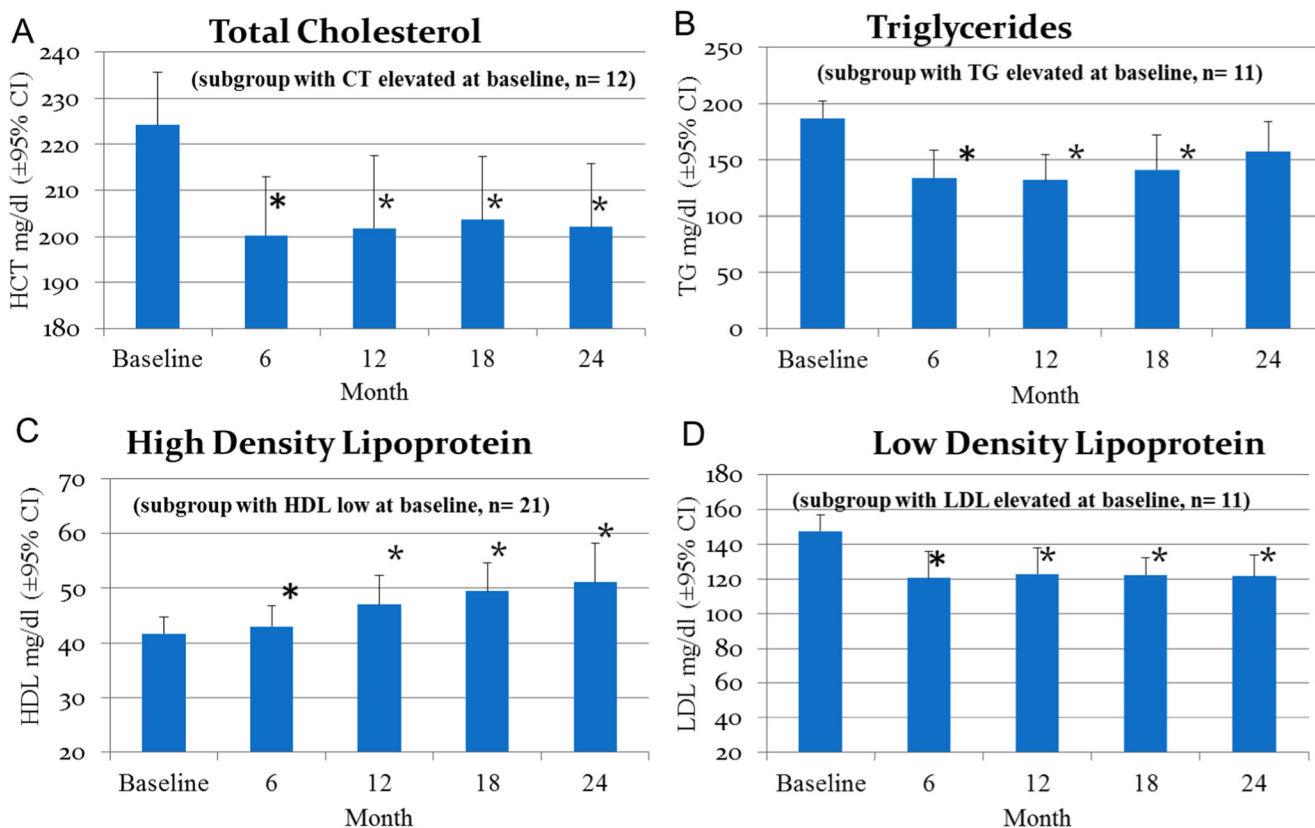 A
Total Cholesterol
(subgroup with CT elevated at baseline, n= 12)
HCT mg/dl (±95% CI)
240
230
220
210
200
190
180
*
*
*
*
Baseline 6 12 18 24
Month
B
Triglycerides
(subgroup with TG elevated at baseline, n= 11)
TG mg/dl (±95% CI)
250
200
150
100
50
0
*
*
*
Baseline 6 12 18 24
Month
C
High Density Lipoprotein
(subgroup with HDL low at baseline, n= 21)
HDL mg/dl (±95% CI)
70
60
50
40
30
20
*
*
*
*
Baseline 6 12 18 24
Month
D
Low Density Lipoprotein
(subgroup with LDL elevated at baseline, n= 11)
LDL mg/dl (±95% CI)
180
160
140
120
100
80
60
40
20
*
*
*
*
Baseline 6 12 18 24
Month